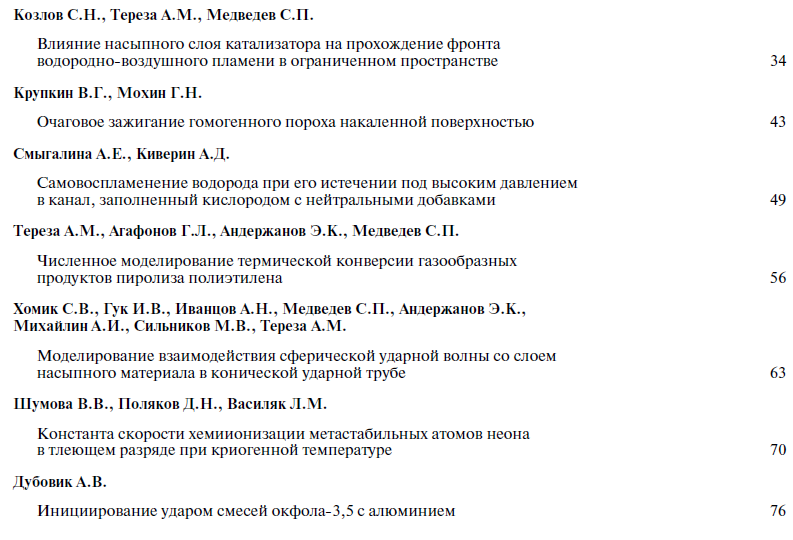 Козлов С.Н., Тереза А.М., Медведев С.П.
Влияние насыпного слоя катализатора на прохождение фронта
водородно-воздушного пламени в ограниченном пространстве 34
Крупкин В.Г., Мохин Г.Н.
Очаговое зажигание гомогенного пороха накаленной поверхностью 43
Смыгалина А.Е., Киверин А.Д.
Самовоспламенение водорода при его истечении под высоким давлением
в канал, заполненный кислородом с нейтральными добавками 49
Тереза А.М., Агафонов Г.Л., Андержанов Э.К., Медведев С.П.
Численное моделирование термической конверсии газообразных
продуктов пиролиза полиэтилена 56
Хомик С.В., Гук И.В., Иванцов А.Н., Медведев С.П., Андержанов Э.К.,
Михайлин А.И., Сильников М.В., Тереза А.М.
Моделирование взаимодействия сферической ударной волны со слоем
насыпного материала в конической ударной трубе 63
Шумова В.В., Поляков Д.Н., Василяк Л.М.
Константа скорости хемиионизации метастабильных атомов неона
в тлеющем разряде при криогенной температуре 70
Дубовик А.В.
Инициирование ударом смесей окфола-3,5 с алюминием 76